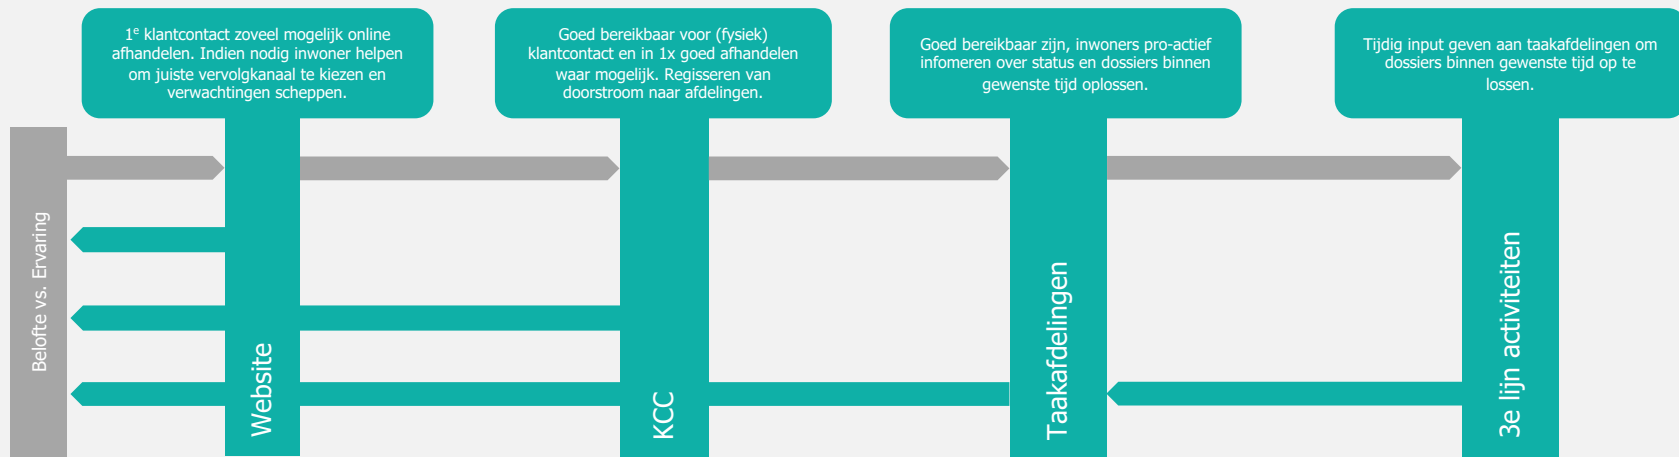 1e klantcontact zoveel mogelijk online
afhandelen. Indien nodig inwoner helpen
om juiste vervolgkanaal te kiezen en
verwachtingen scheppen.
Goed bereikbaar voor (fysiek)
klantcontact en in 1x goed afhandelen
waar mogelijk. Regisseren van
doorstroom naar afdelingen.
Goed bereikbaar zijn, inwoners pro-actief
infomeren over status en dossiers binnen
gewenste tijd oplossen.
Tijdig input geven aan taakafdelingen om
dossiers binnen gewenste tijd op te
lossen.
Belofte vs. Ervaring
Website
KCC
Taakafdelingen
3e lijn activiteiten